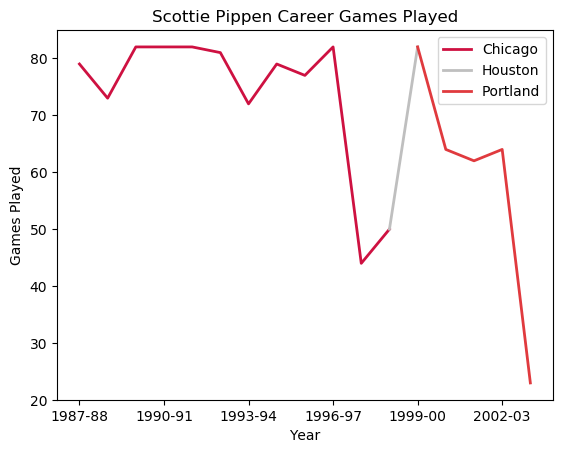 Scottie Pippen Career Games Played
Chicago
Houston
Portland
Games Played
80
70
60
50
40
30
20
1987-88 1990-91 1993-94 1996-97 1999-00 2002-03
Year